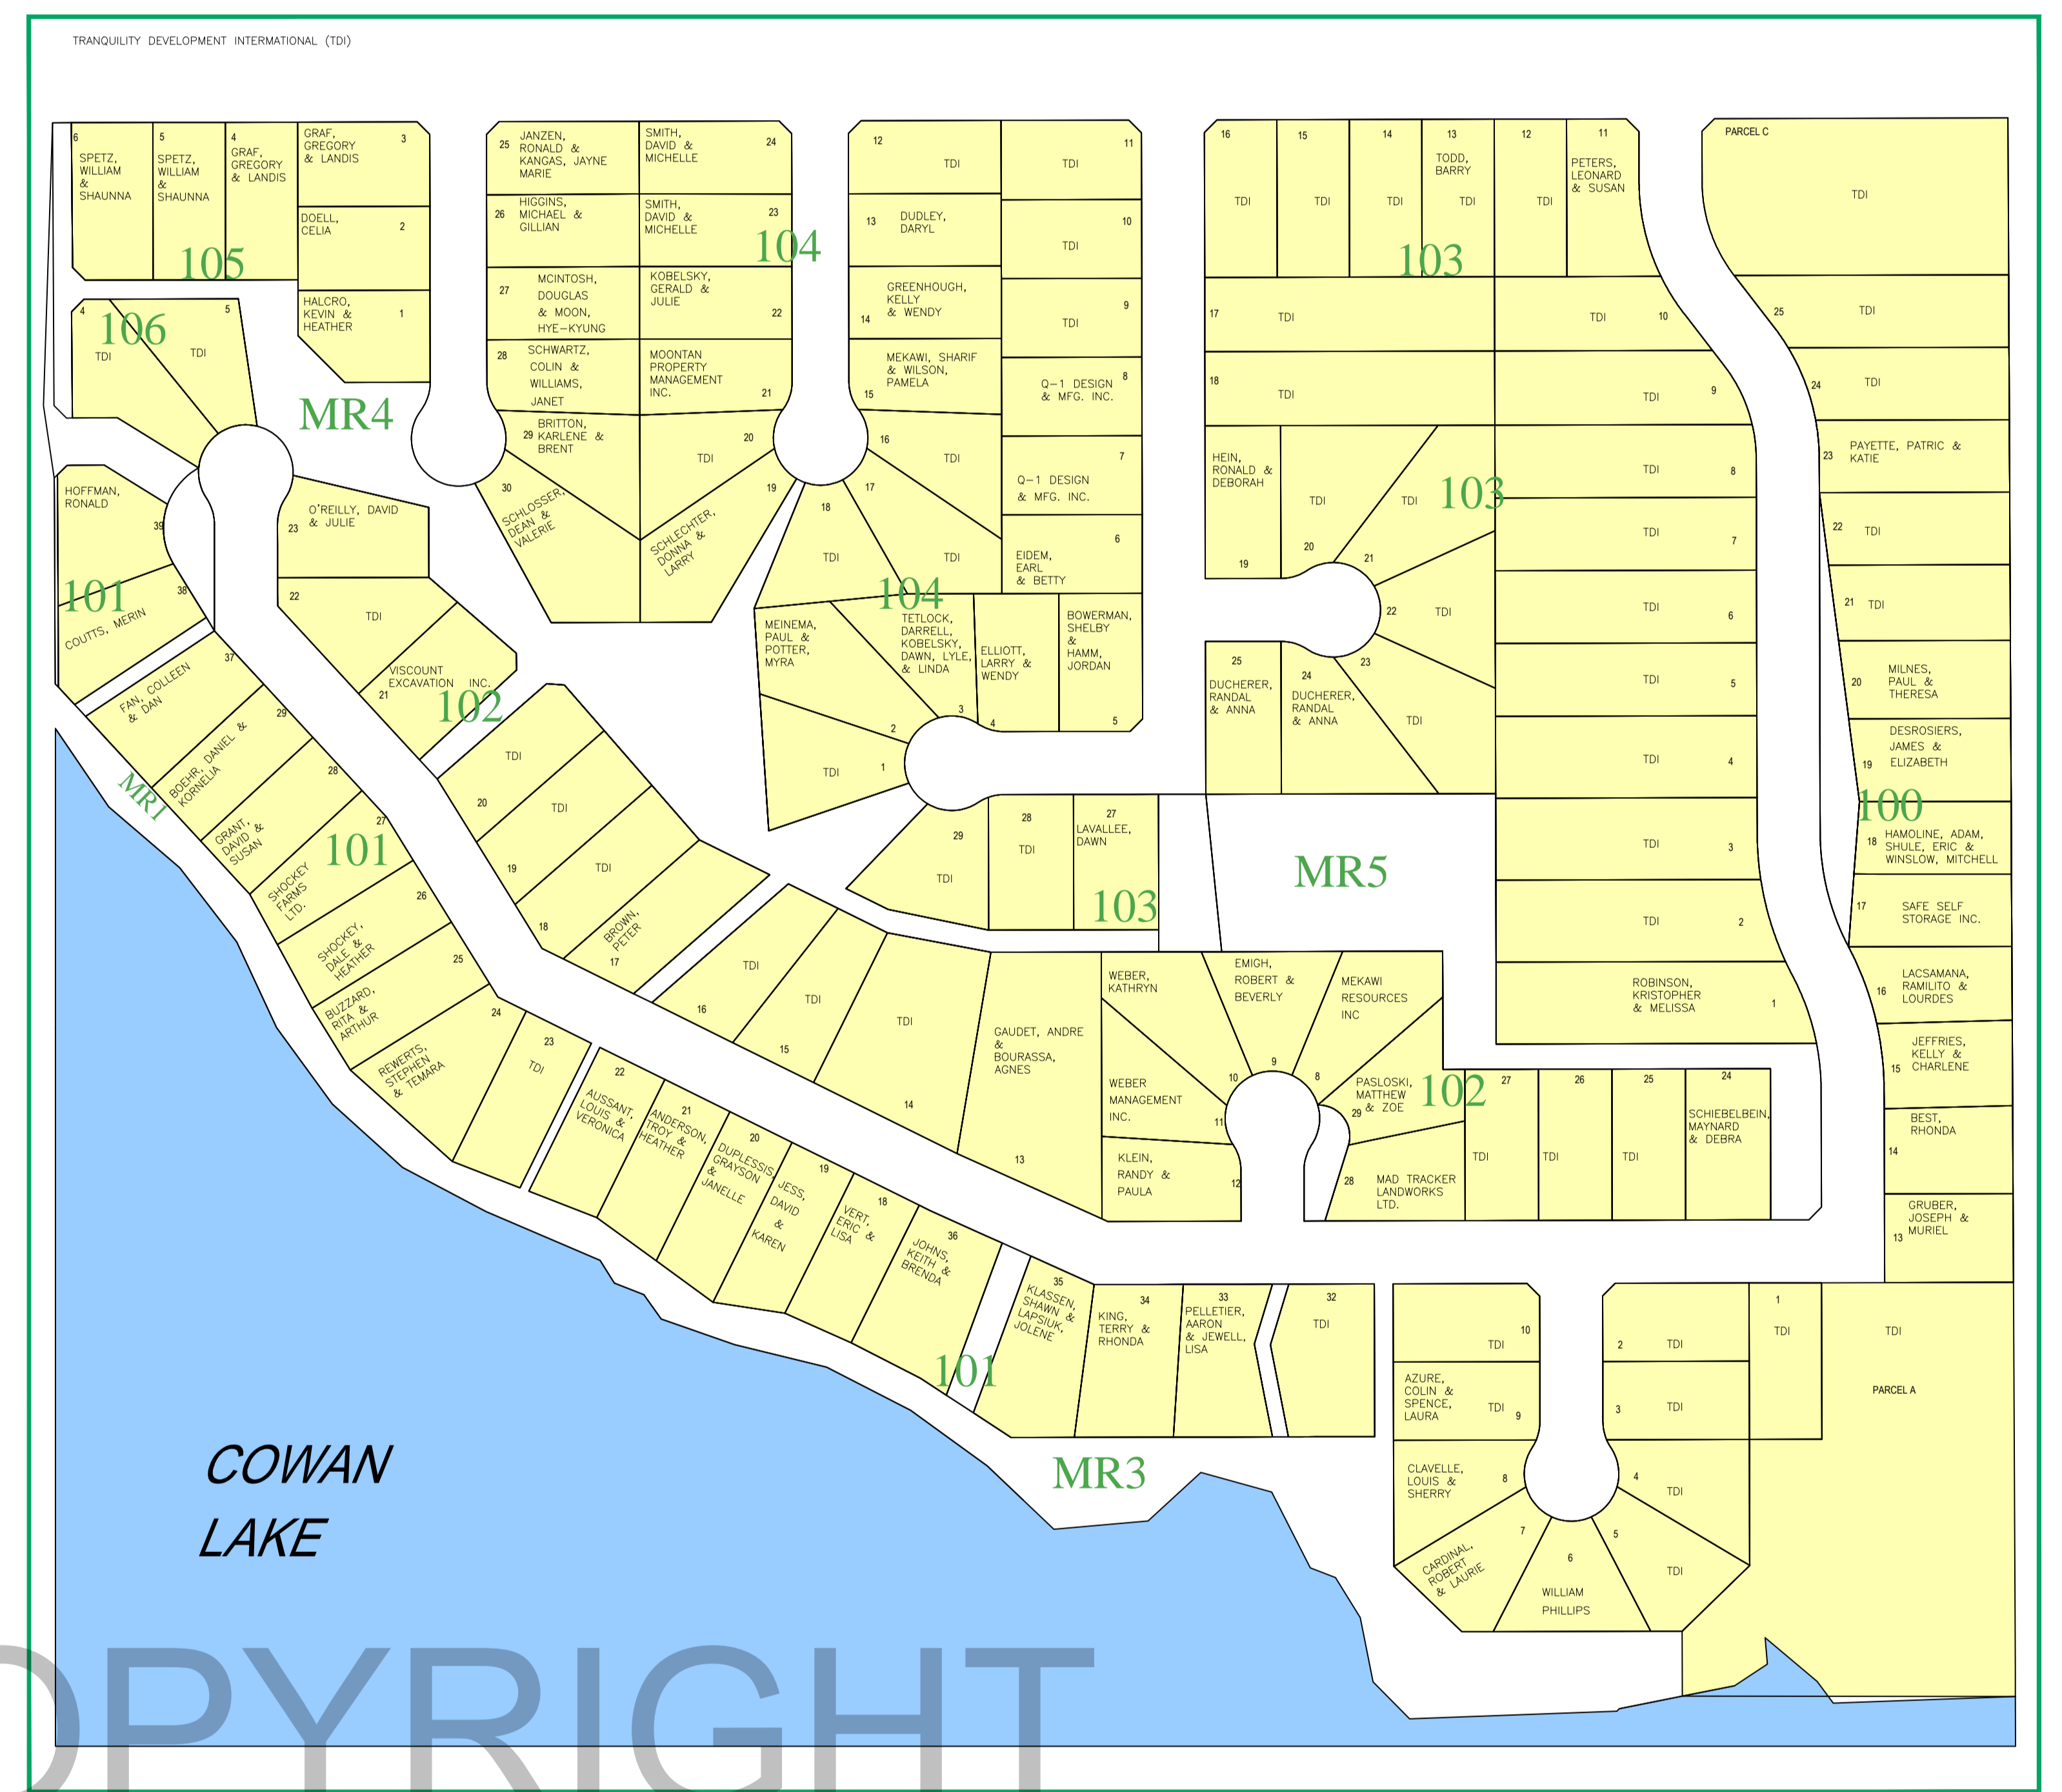 TRANQUILITY DEVELOPMENT INTERNATIONAL (TDI)
6
SPETZ,
WILLIAM
&
SHAUNNA
5
SPETZ,
WILLIAM
&
SHAUNNA
4
GRAF,
GREGORY
& LANDIS
GRAF,
GREGORY
& LANDIS
3
DOELL,
CELIA
2
HALCRO,
KEVIN &
HEATHER
1
105
4
TDI
106
5
TDI
MR4
25
JANZEN,
RONALD &
KANGAS, JAYNE
MARIE
SMITH,
DAVID &
MICHELLE
24
26
HIGGINS,
MICHAEL &
GILLIAN
SMITH,
DAVID &
MICHELLE
23
104
27
MCINTOSH,
DOUGLAS
& MOON,
HYE-KYUNG
KOBELSKY,
GERALD &
JULIE
22
28
SCHWARTZ,
COLIN &
WILLIAMS,
JANET
MOONTAN
PROPERTY
MANAGEMENT
INC.
21
29
BRITTON,
KARLENE &
BRENT
20
TDI
30
SCHLOSSER,
DEAN &
VALERIE
19
SCHLECHTER,
DONNA &
LARRY
12
TDI
11
TDI
13
DUDLEY,
DARYL
10
TDI
14
GREENHOUGH,
KELLY
& WENDY
9
TDI
15
MEKAWI, SHARIF
& WILSON,
PAMELA
8
Q-1 DESIGN
& MFG. INC.
16
TDI
7
Q-1 DESIGN
& MFG. INC.
17
TDI
18
TDI
6
EIDEM,
EARL
& BETTY
104
MEINEMA,
PAUL &
POTTER,
MYRA
2
TETLOCK,
DARRELL,
KOBELSKY,
DAWN, LYLE,
& LINDA
3
ELLIOTT,
LARRY &
WENDY
4
BOWERMAN,
SHELBY
&
HAMM,
JORDAN
5
TDI
1
29
TDI
28
TDI
27
LAVALLEE,
DAWN
103
16
TDI
15
TDI
14
TDI
13
TODD,
BARRY
TDI
12
TDI
11
PETERS,
LEONARD
& SUSAN
103
17
TDI
TDI
10
18
TDI
TDI
9
HEIN,
RONALD &
DEBORAH
19
TDI
20
TDI
21
103
22
TDI
23
TDI
24
DUCHERER,
RANDAL
& ANNA
25
DUCHERER,
RANDAL
& ANNA
TDI
8
TDI
7
TDI
6
TDI
5
TDI
4
TDI
3
TDI
2
ROBINSON,
KRISTOPHER
& MELISSA
1
MR5
PARCEL C
TDI
25
TDI
24
TDI
23
PAYETTE, PATRIC &
KATIE
22
TDI
21
TDI
20
MILNES,
PAUL &
THERESA
19
DESROSIERS,
JAMES &
ELIZABETH
100
18
HAMOLINE, ADAM,
SHULE, ERIC &
WINSLOW, MITCHELL
17
SAFE SELF
STORAGE INC.
16
LACSAMANA,
RAMILITO &
LOURDES
15
JEFFRIES,
KELLY &
CHARLENE
14
BEST,
RHONDA
13
GRUBER,
JOSEPH &
MURIEL
HOFFMAN,
RONALD
39
101
38
COUTTS, MERIN
37
FAN, COLLEEN
& DAN
29
BOEHR, DANIEL &
KORNELIA
28
GRANT,
DAVID &
SUSAN
MR1
27
SHOCKEY
FARMS
LTD.
101
26
SHOCKEY,
DALE &
HEATHER
25
BUZZARD,
RITA &
ARTHUR
24
REWERTS,
STEPHEN
& TEMARA
23
TDI
22
AUSSANT,
LOUIS &
VERONICA
21
ANDERSON,
TROY &
HEATHER
20
DUPLESSIS,
GRAYSON
&
JANELLE
19
JESS,
DAVID
&
KAREN
18
VERT,
ERIC &
LISA
36
JOHNS,
KEITH &
BRENDA
35
KLASSEN,
SHAWN &
LAPSIUK,
JOLENE
101
34
KING,
TERRY &
RHONDA
33
PELLETIER,
AARON
& JEWELL,
LISA
32
TDI
MR3
23
O'REILLY, DAVID
& JULIE
22
TDI
21
VISCOUNT
EXCAVATION INC.
102
20
TDI
19
TDI
18
TDI
17
BROWN,
PETER
16
TDI
15
TDI
14
TDI
13
GAUDET, ANDRE
&
BOURASSA,
AGNES
WEBER,
KATHRYN
10
EMIGH,
ROBERT &
BEVERLY
9
MEKAWI
RESOURCES
INC
8
WEBER
MANAGEMENT
INC.
11
KLEIN,
RANDY &
PAULA
12
PASLOSKI,
MATTHEW
& ZOE
29
102
28
MAD TRACKER
LANDWORKS
LTD.
27
TDI
26
TDI
25
TDI
24
SCHIEBELBEIN,
MAYNARD
& DEBRA
10
TDI
AZURE,
COLIN &
SPENCE,
LAURA
TDI
9
CLAVELLE,
LOUIS &
SHERRY
8
7
CARDINAL,
ROBERT
& LAURIE
6
WILLIAM
PHILLIPS
5
TDI
4
TDI
3
TDI
2
TDI
1
TDI
TDI
PARCEL A
COWAN
LAKE
OPYRIGHT